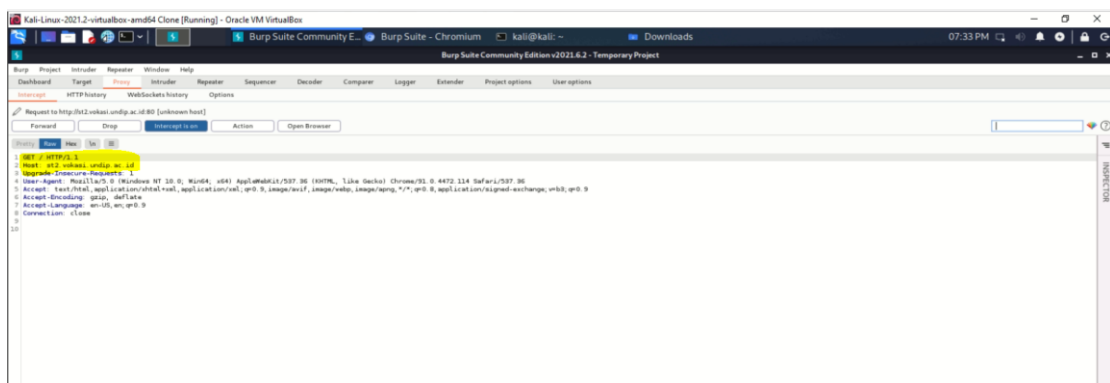 Kali-Linux-2021.2-virtualbox-amd64 Clone [Running] - Oracle VM VirtualBox
Burp Suite Community E... Burp Suite - Chromium kali@kali: ~ Downloads 07:33 PM
Burp Suite Community Edition v2021.6.2 - Temporary Project
Burp Project Intruder Repeater Window Help
Dashboard Target Proxy Intruder Repeater Sequencer Decoder Comparer Logger Extender Project options User options
Intercept HTTP history WebSockets history Options
Request to http://st2.vokasi.undip.ac.id:80 [unknown host]
Forward Drop Intercept is on Action Open Browser
Pretty Raw Hex \n
INSPECTOR
1 GET / HTTP/1.1
2 Host: st2.vokasi.undip.ac.id
3 Upgrade-Insecure-Requests: 1
4 User-Agent: Mozilla/5.0 (Windows NT 10.0; Win64; x64) AppleWebKit/537.36 (KHTML, like Gecko) Chrome/91.0.4472.114 Safari/537.36
5 Accept: text/html,application/xhtml+xml,application/xml;q=0.9,image/avif,image/webp,image/apng,*/*;q=0.8,application/signed-exchange;v=b3;q=0.9
6 Accept-Encoding: gzip, deflate
7 Accept-Language: en-US,en;q=0.9
8 Connection: close
9
10